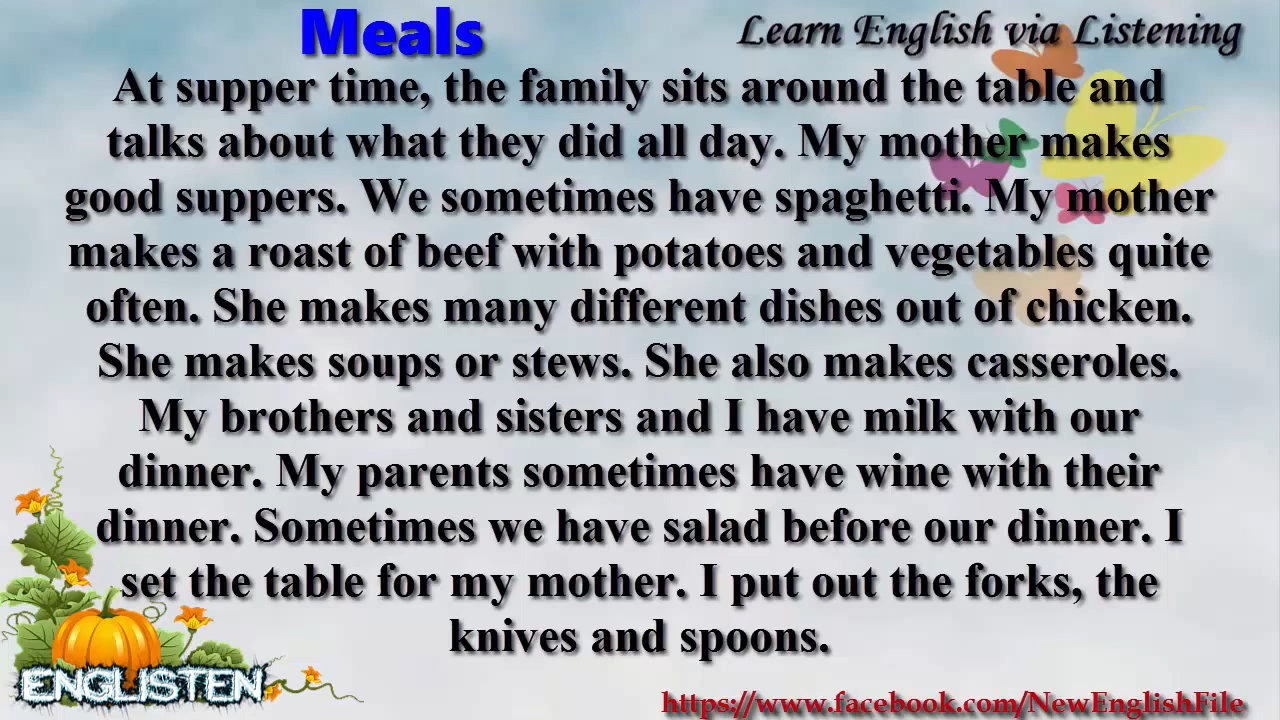 Meals
Learn English via Listening
At supper time, the family sits around the table and
talks about what they did all day. My mother makes
good suppers. We sometimes have spaghetti. My mother
makes a roast of beef with potatoes and vegetables quite
often. She makes many different dishes out of chicken.
She makes soups or stews. She also makes casseroles.
My brothers and sisters and I have milk with our
dinner. My parents sometimes have wine with their
dinner. Sometimes we have salad before our dinner. I
set the table for my mother. I put out the forks, the
knives and spoons.
ENGLISTEN
https://www.facebook.com/NewEnglishFile